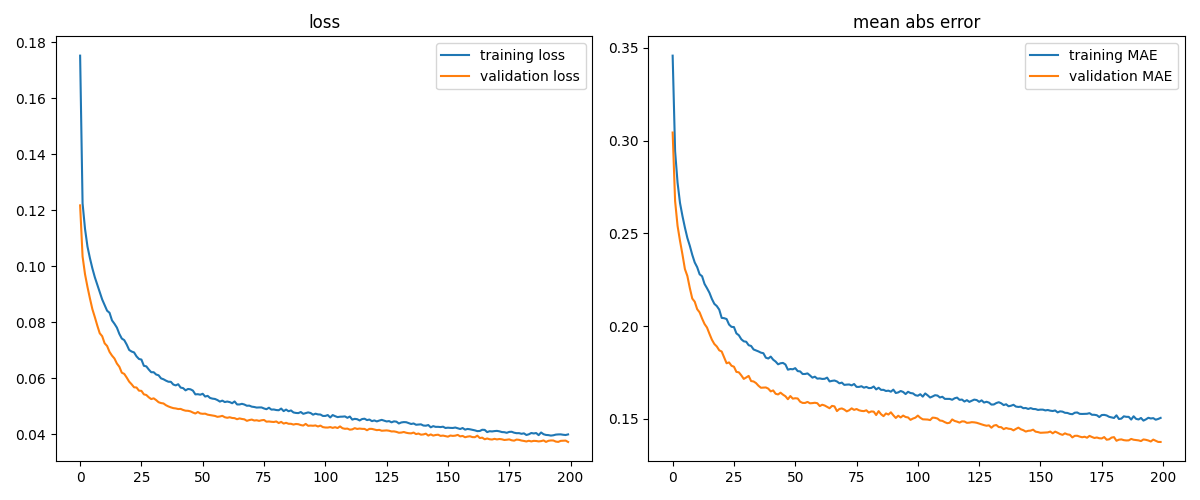 loss
0.18
0.16
0.14
0.12
0.10
0.08
0.06
0.04
0 25 50 75 100 125 150 175 200
training loss
validation loss
mean abs error
0.35
0.30
0.25
0.20
0.15
0 25 50 75 100 125 150 175 200
training MAE
validation MAE